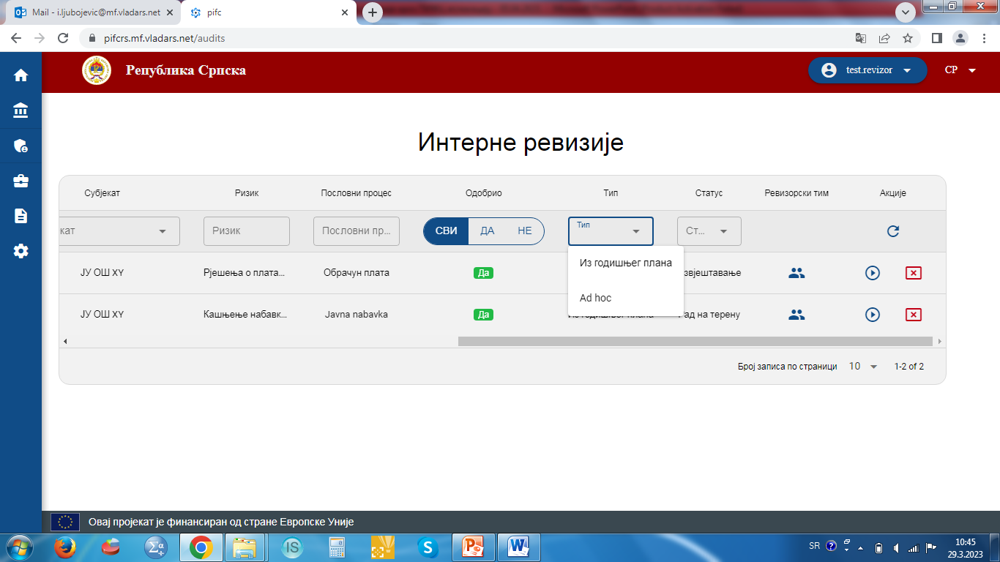 Mail - i.ljubojevic@mf.vladars.net
pifc
pifcrs.mf.vladars.net/audits
Република Српска
test.revizor
СР
Интерне ревизије
Субјекат Ризик Пословни процес Одобрио Тип Статус Ревизорски тим Акције
кат Ризик Пословни пр... СВИ ДА НЕ Тип Ст...
Из годишњег плана
ЈУ ОШ XY Рјешења о плата... Обрачун плата Да звјештавање
Ad hoc
ЈУ ОШ XY Кашњење набавк... Javna nabavka Да Рад на терену
Број записа по страници 10 1-2 of 2
Овај пројекат је финансиран од стране Европске Уније
SR
10:45
29.3.2023